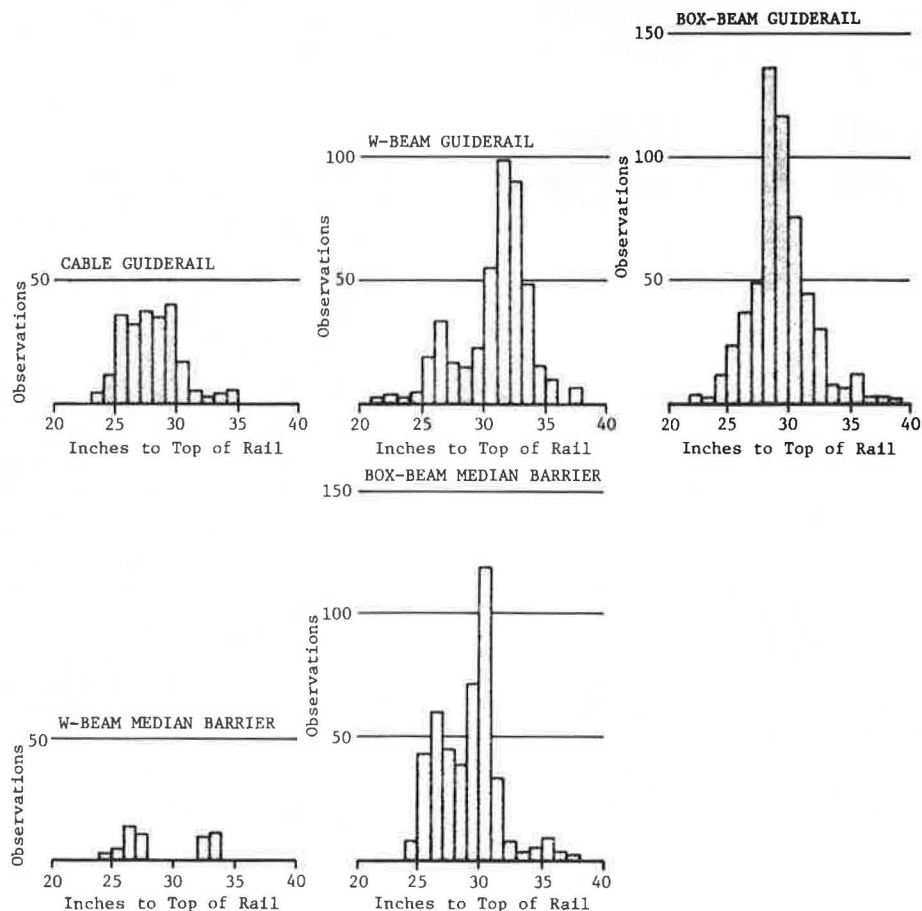 CABLE GUIDERAIL
50
Observations
20 25 30 35 40
Inches to Top of Rail
W-BEAM GUIDERAIL
100
50
Observations
20 25 30 35 40
Inches to Top of Rail
BOX-BEAM GUIDERAIL
150
100
50
Observations
20 25 30 35 40
Inches to Top of Rail
W-BEAM MEDIAN BARRIER
50
Observations
20 25 30 35 40
Inches to Top of Rail
BOX-BEAM MEDIAN BARRIER
150
100
50
Observations
20 25 30 35 40
Inches to Top of Rail